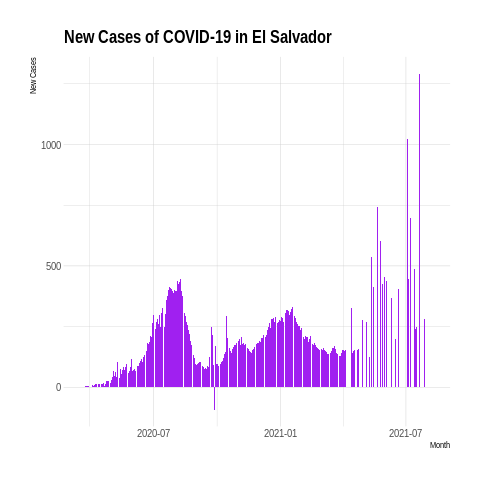 New Cases of COVID-19 in El Salvador
New Cases
1000
500
0
2020-07
2021-01
2021-07
Month